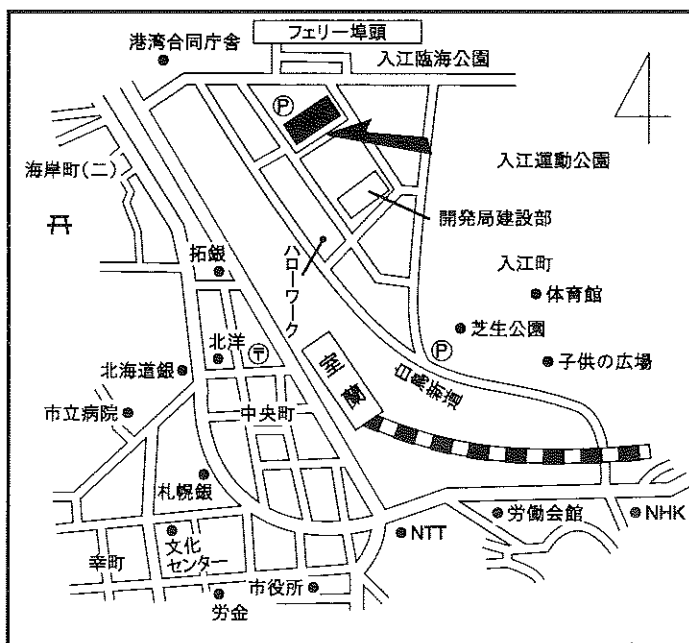 フェリー埠頭
港湾合同庁舎
入江臨海公園
Ⓟ
入江運動公園
海岸町(二)
開発局建設部
ハローワーク
入江町
拓銀
体育館
芝生公園
北洋
〒
Ⓟ
子供の広場
北海道銀
室蘭
白鳥新道
市立病院
中央町
札幌銀
労働会館
NHK
NTT
文化
センター
幸町
市役所
労金